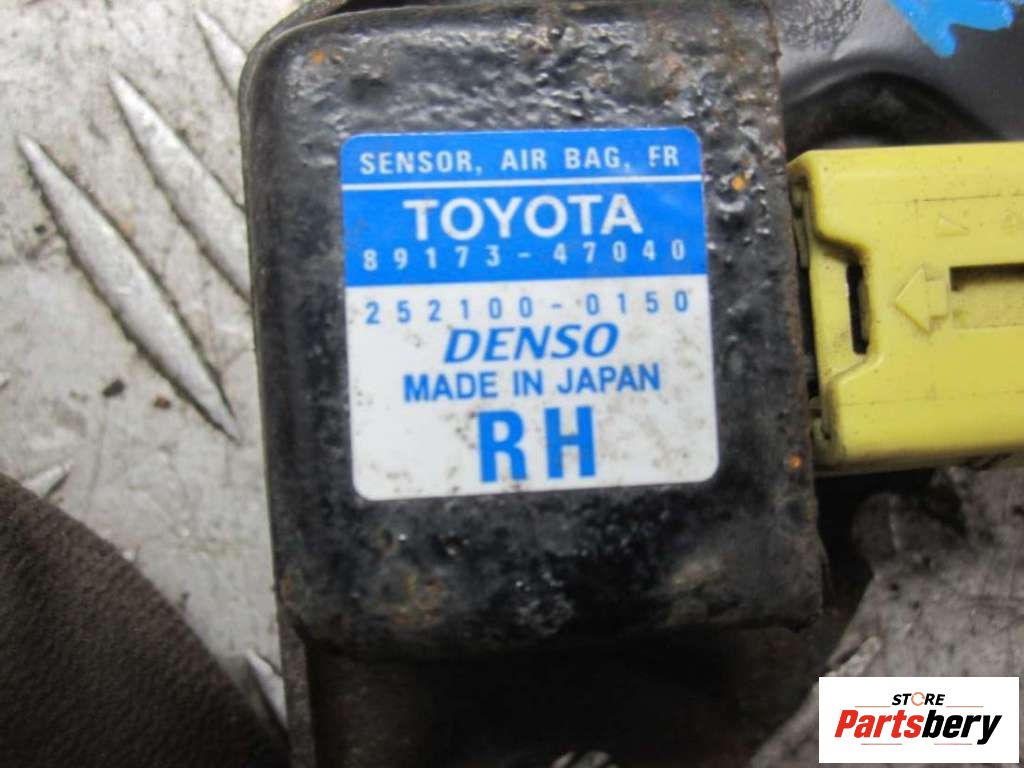 SENSOR, AIR BAG, FR
TOYOTA
89173-47040
252100-0150
DENSO
MADE IN JAPAN
RH
STORE
Partsbery